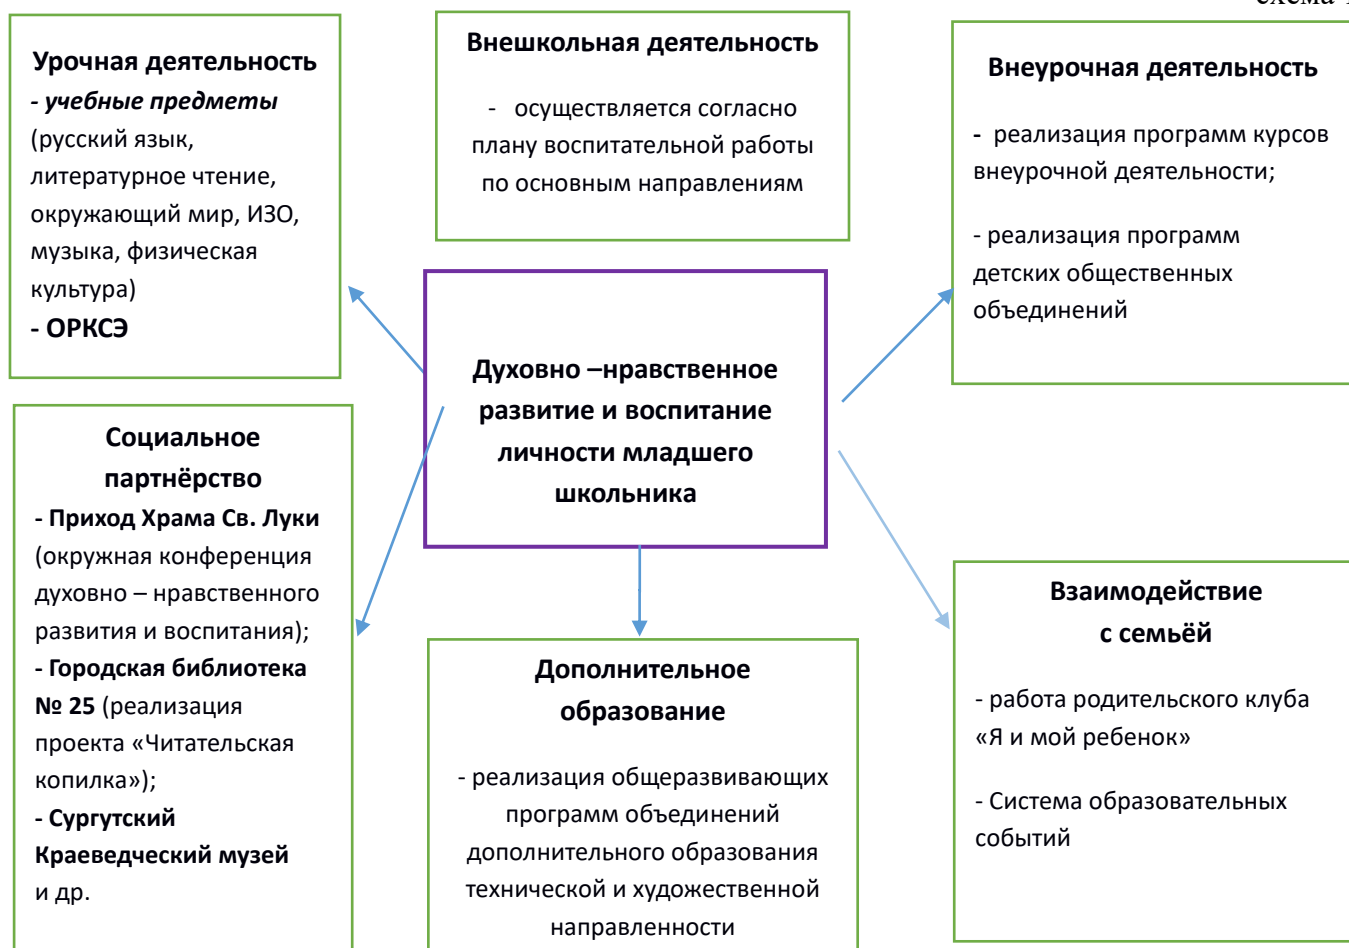 Урочная деятельность
- учебные предметы
(русский язык,
литературное чтение,
окружающий мир, ИЗО,
музыка, физическая
культура)
- ОРКСЭ
Внешкольная деятельность
- осуществляется согласно
плану воспитательной работы
по основным направлениям
Внеурочная деятельность
- реализация программ курсов
внеурочной деятельности;
- реализация программ
детских общественных
объединений
Духовно –нравственное
развитие и воспитание
личности младшего
школьника
Социальное
партнёрство
- Приход Храма Св. Луки
(окружная конференция
духовно – нравственного
развития и воспитания);
- Городская библиотека
№ 25 (реализация
проекта «Читательская
копилка»);
- Сургутский
Краеведческий музей
и др.
Дополнительное
образование
- реализация общеразвивающих
программ объединений
дополнительного образования
технической и художественной
направленности
Взаимодействие
с семьёй
- работа родительского клуба
«Я и мой ребенок»
- Система образовательных
событий